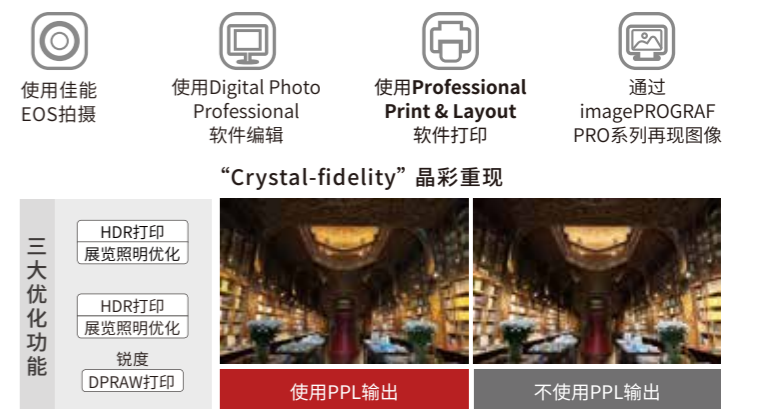 使用佳能
EOS拍摄
使用Digital Photo
Professional
软件编辑
使用Professional
Print & Layout
软件打印
通过
imagePROGRAF
PRO系列再现图像
“Crystal-fidelity”晶彩重现
三大优化功能
HDR打印
展览照明优化
HDR打印
展览照明优化
锐度
DPRAW打印
使用PPL输出
不使用PPL输出